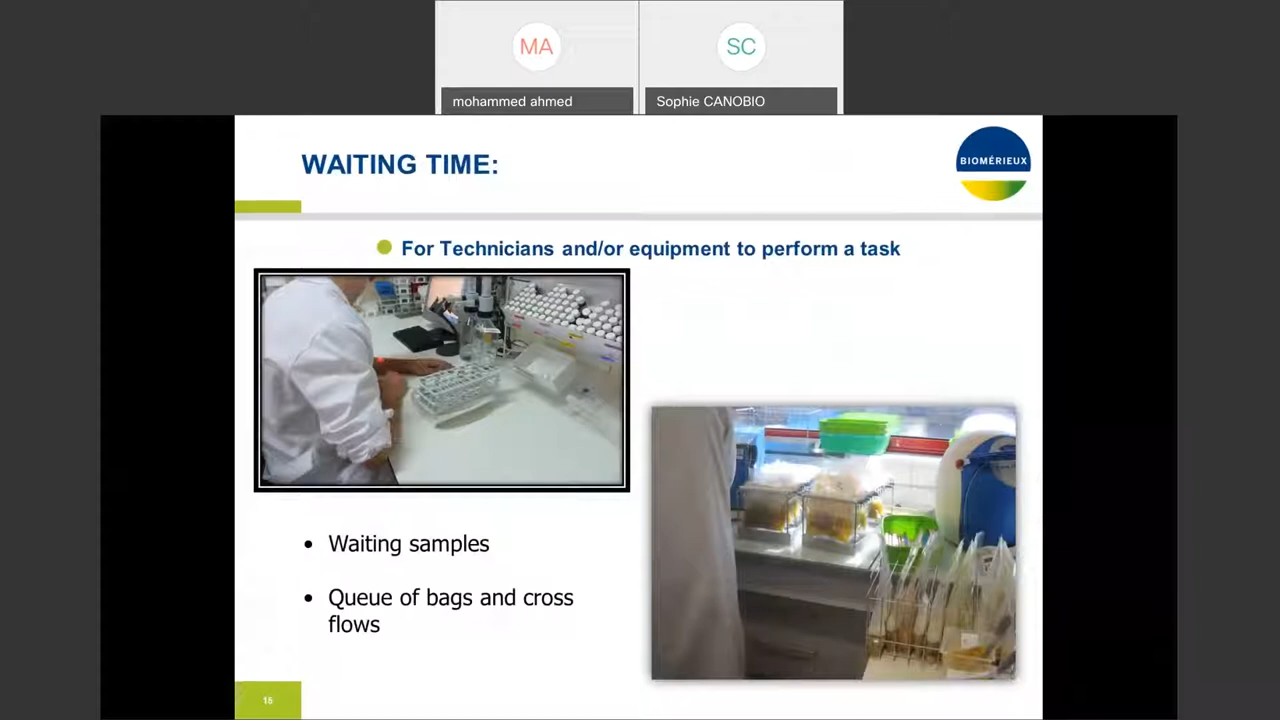 MA
SC
mohammed ahmed
Sophie CANOBIO
WAITING TIME:
BIOMÉRIEUX
For Technicians and/or equipment to perform a task
• Waiting samples
• Queue of bags and cross
flows